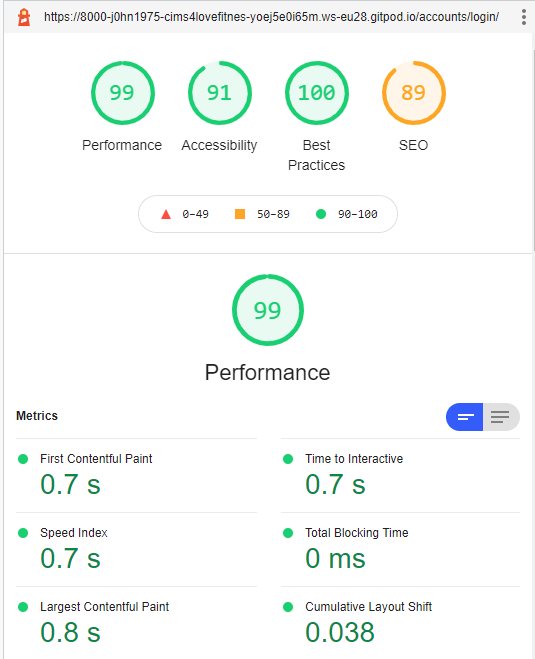 https://8000-j0hn1975-cims4lovefitnes-yoej5e0i65m.ws-eu28.gitpod.io/accounts/login/
99 91 100 89
Performance Accessibility Best Practices SEO
0–49 50–89 90–100
99
Performance
Metrics
First Contentful Paint Time to Interactive
0.7 s 0.7 s
Speed Index Total Blocking Time
0.7 s 0 ms
Largest Contentful Paint Cumulative Layout Shift
0.8 s 0.038